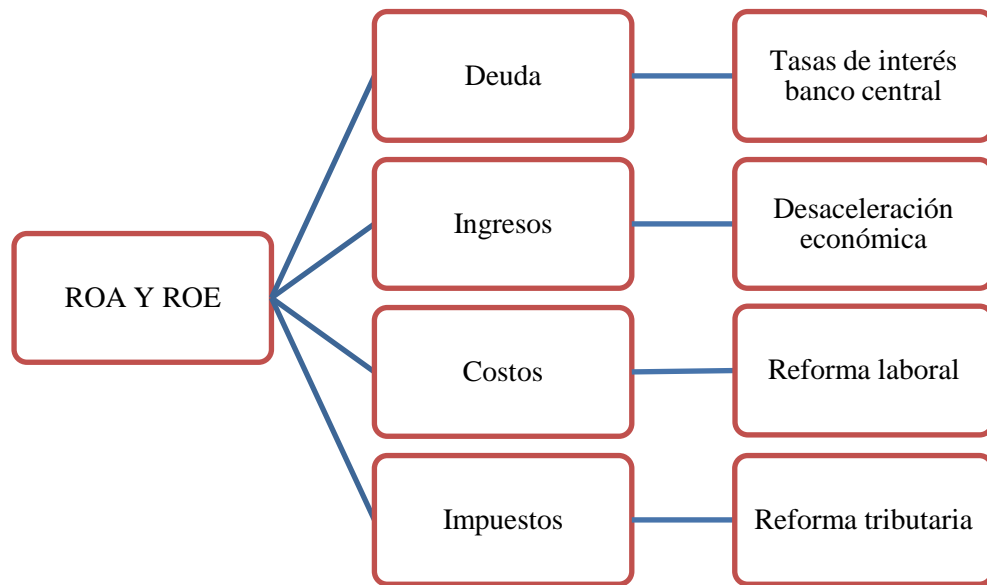 Deuda
Tasas de interés
banco central
Ingresos
Desaceleración
económica
ROA Y ROE
Costos
Reforma laboral
Impuestos
Reforma tributaria